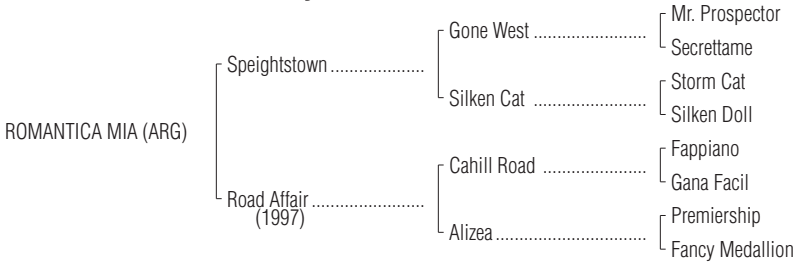 Mr. Prospector
Gone West ........................
Secrettame
Speightstown ....................
Storm Cat
Silken Cat ........................
Silken Doll
ROMANTICA MIA (ARG)
Fappiano
Cahill Road ......................
Gana Facil
Road Affair ........................
(1997)
Premiership
Alizea ................................
Fancy Medallion